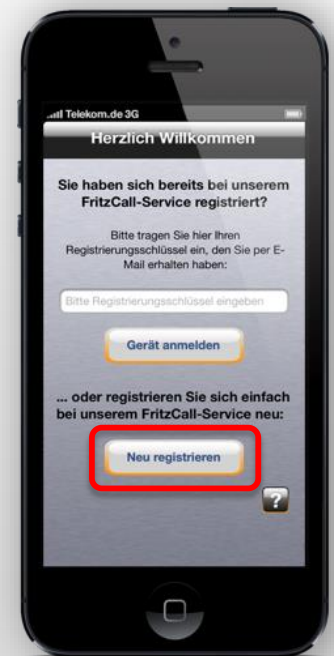 Telekom.de 3G
Herzlich Willkommen
Sie haben sich bereits bei unserem
FritzCall-Service registriert?
Bitte tragen Sie hier Ihren
Registrierungsschlüssel ein, den Sie per E-
Mail erhalten haben:
Bitte Registrierungsschlüssel eingeben
Gerät anmelden
... oder registrieren Sie sich einfach
bei unserem FritzCall-Service neu:
Neu registrieren
?